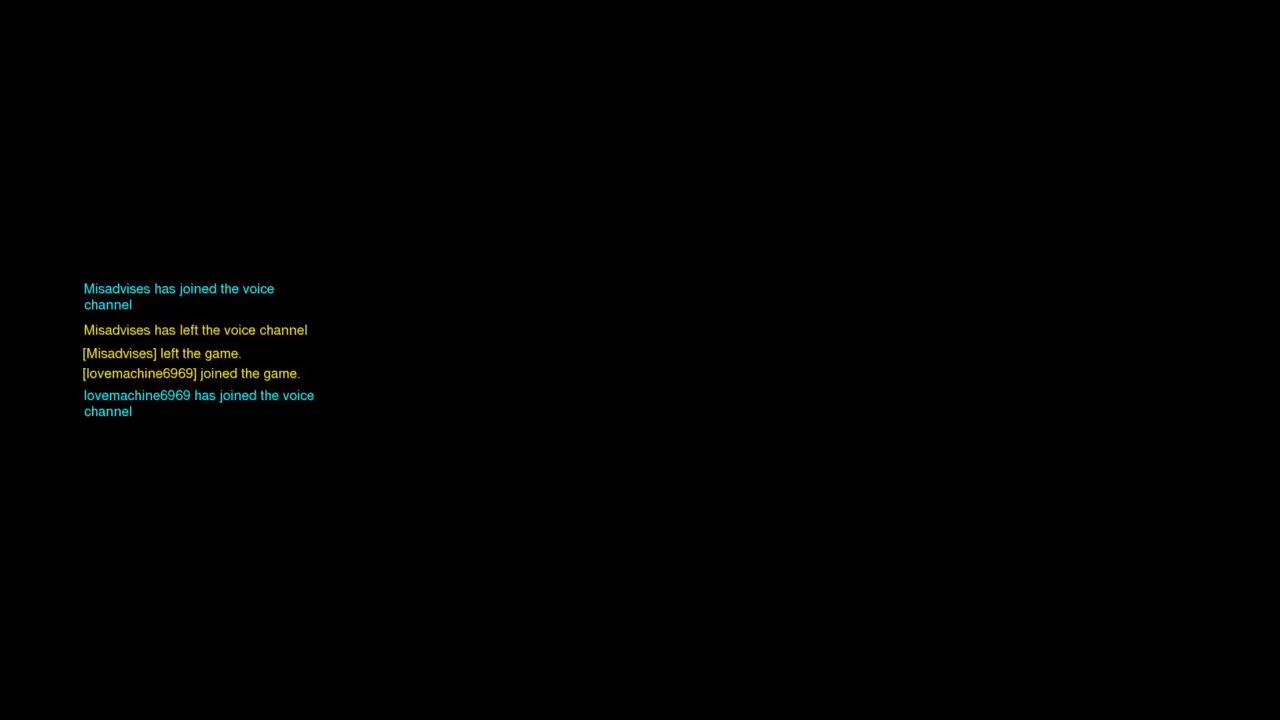 Misadvises has joined the voice
channel
Misadvises has left the voice channel
[Misadvises] left the game.
[lovemachine6969] joined the game.
lovemachine6969 has joined the voice
channel